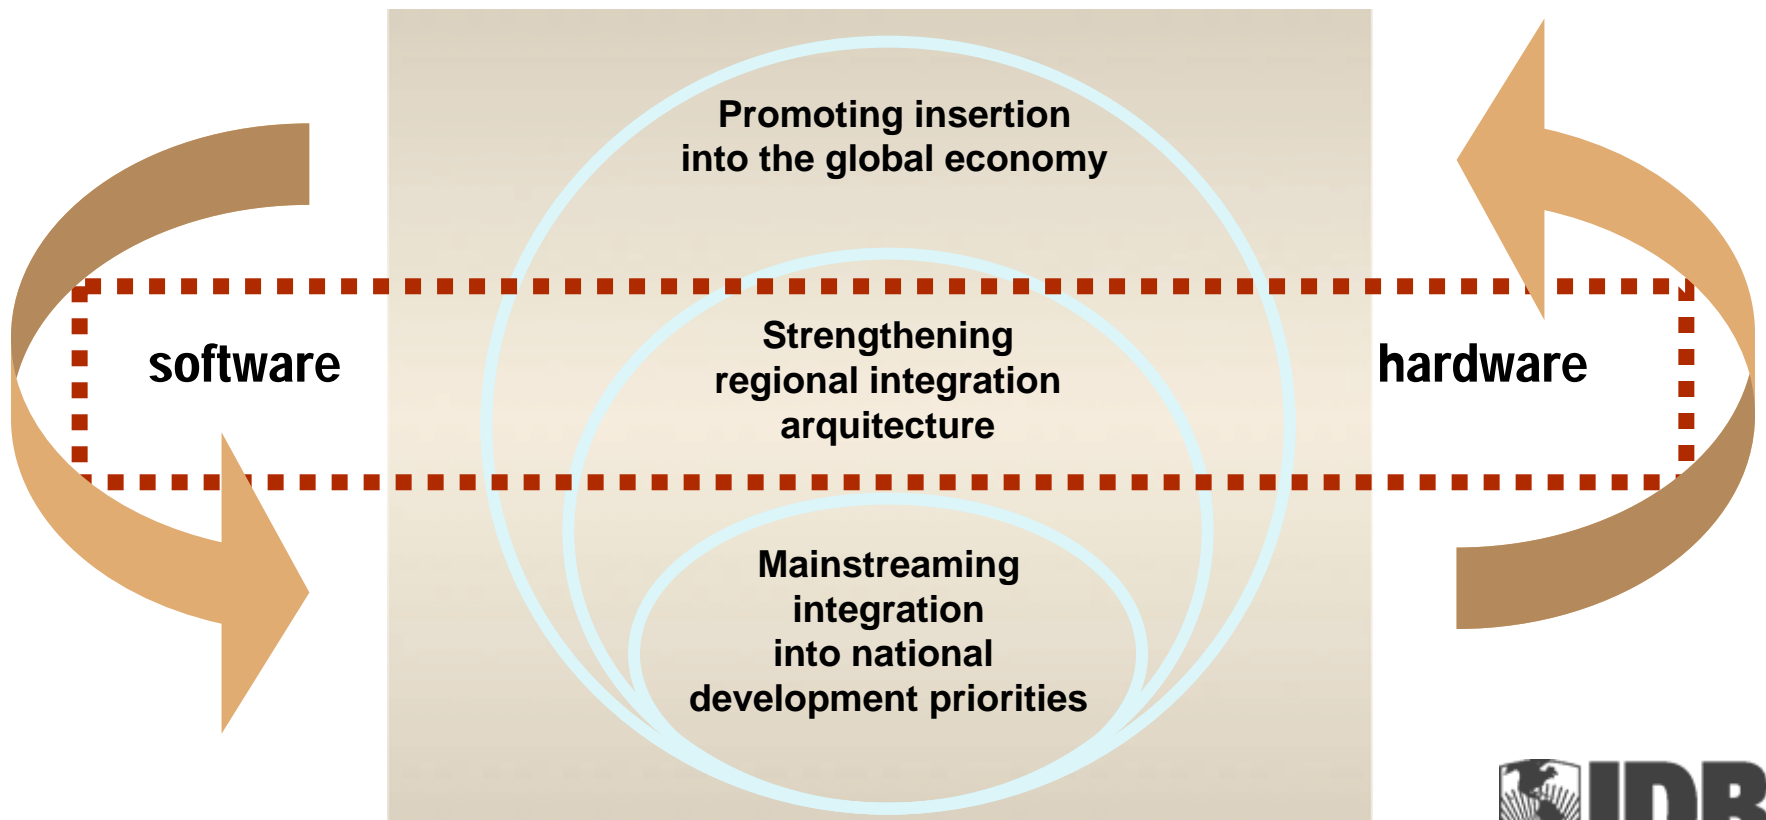 Promoting insertion
into the global economy
software
Strengthening
regional integration
arquitecture
hardware
Mainstreaming
integration
into national
development priorities
IDB